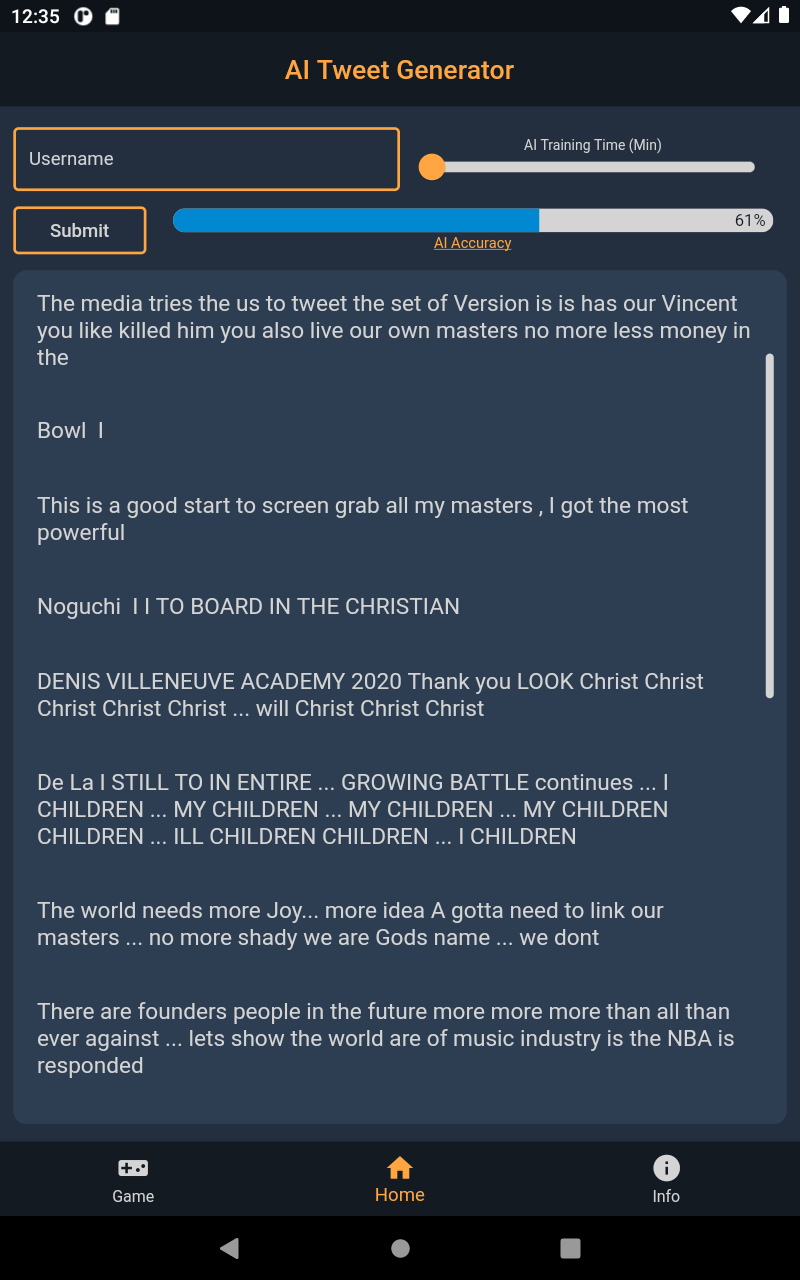 12:35
AI Tweet Generator
Username
AI Training Time (Min)
Submit
61%
AI Accuracy
The media tries the us to tweet the set of Version is is has our Vincent
you like killed him you also live our own masters no more less money in
the
Bowl  I
This is a good start to screen grab all my masters , I got the most
powerful
Noguchi  I I TO BOARD IN THE CHRISTIAN
DENIS VILLENEUVE ACADEMY 2020 Thank you LOOK Christ Christ
Christ Christ Christ ... will Christ Christ Christ
De La I STILL TO IN ENTIRE ... GROWING BATTLE continues ... I
CHILDREN ... MY CHILDREN ... MY CHILDREN ... MY CHILDREN
CHILDREN ... ILL CHILDREN CHILDREN ... I CHILDREN
The world needs more Joy... more idea A gotta need to link our
masters ... no more shady we are Gods name ... we dont
There are founders people in the future more more more than all than
ever against ... lets show the world are of music industry is the NBA is
responded
Game
Home
Info